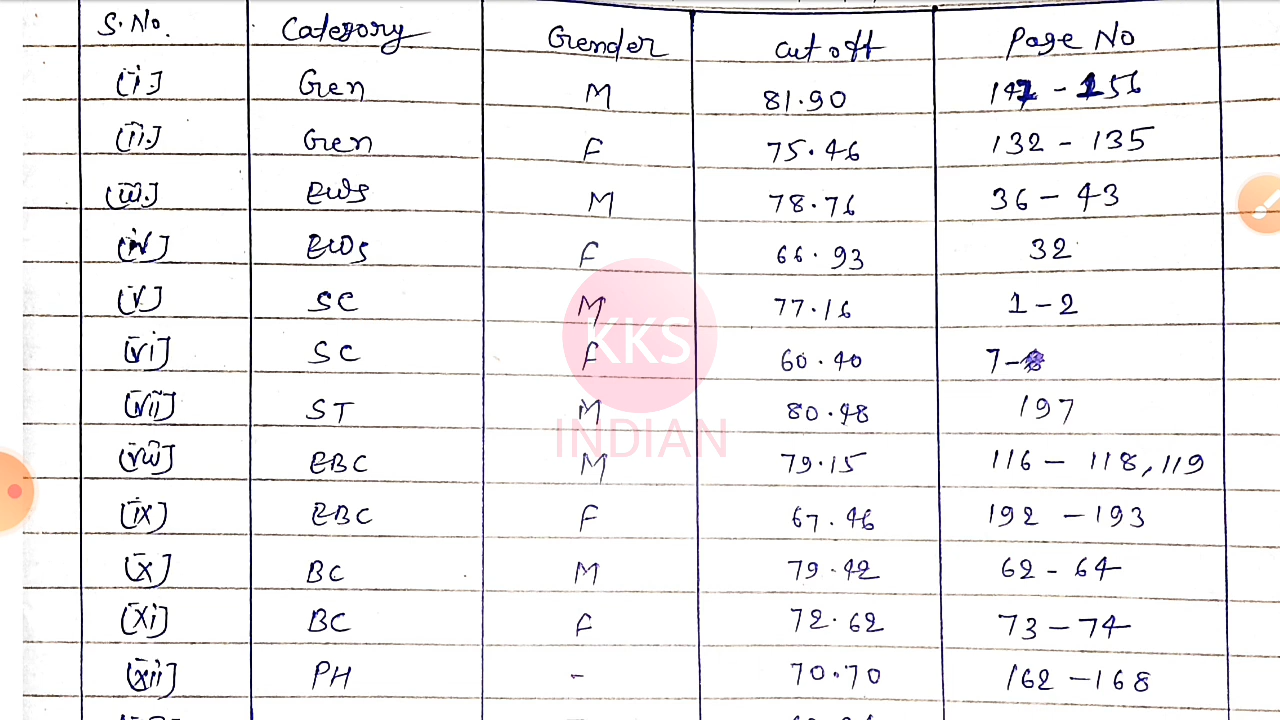 S.No. Category Gender Cut off Page No
(i.) Gen M 81.90 147 - 156
(ii.) Gen F 75.46 132 - 135
(iii.) EWS M 78.76 36 - 43
(iv) EWS F 66.93 32
(v) SC M 77.16 1 - 2
(vi) SC F 60.40 7 -
(vii) ST M 80.48 197
(viii) EBC M 79.15 116 - 118, 119
(ix) EBC F 67.46 192 - 193
(x) BC M 79.42 62 - 64
(xi) BC F 72.62 73 - 74
(xii) PH - 70.70 162 - 168
KKS
INDIAN